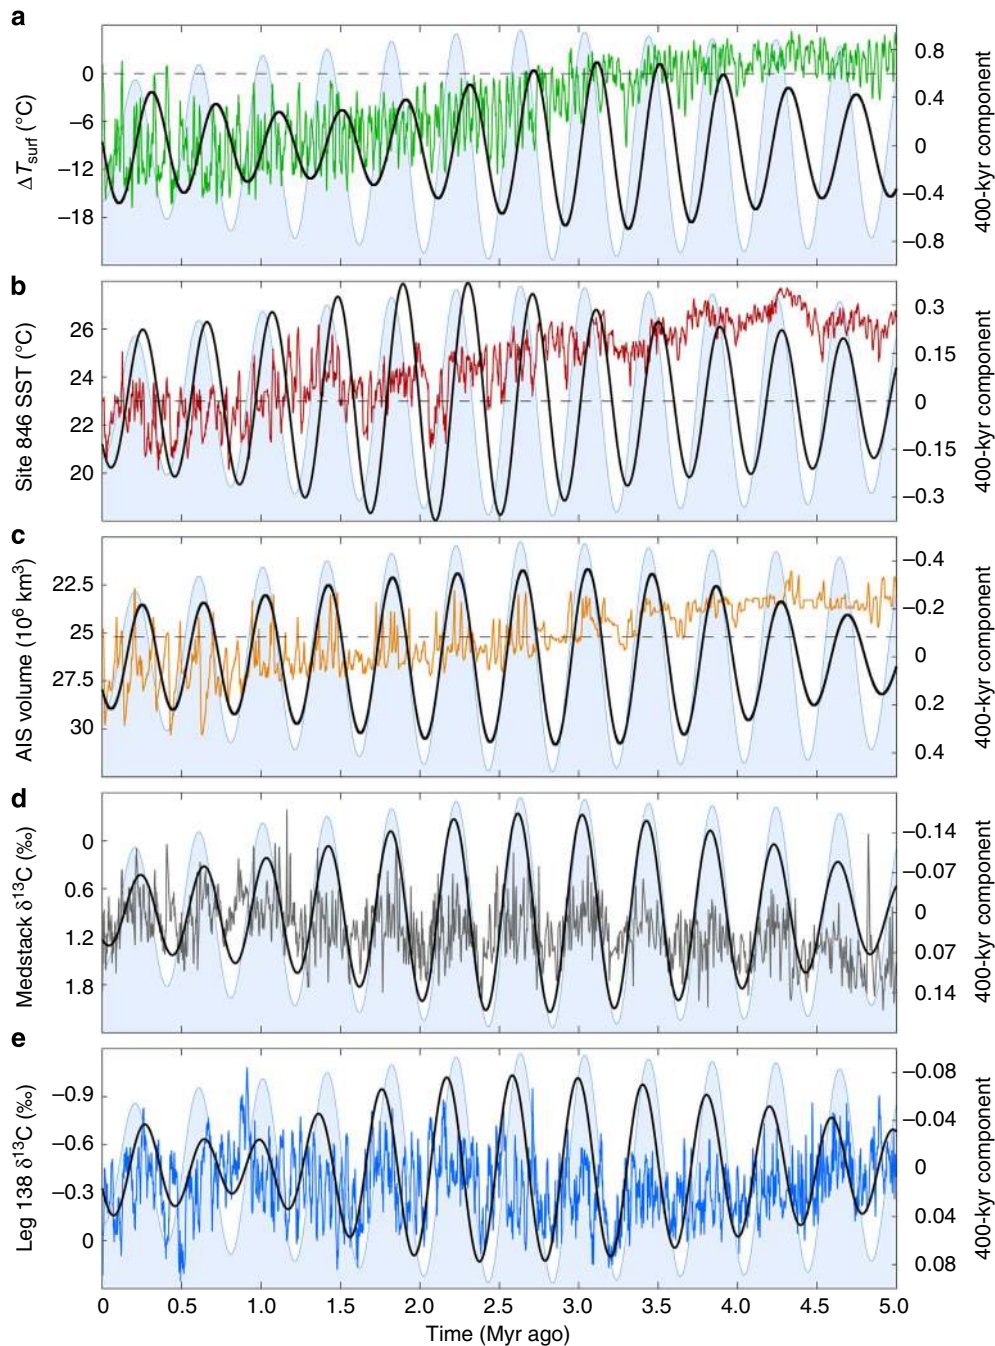 a
0
−6
−12
−18
ΔT_surf (°C)
0.8
0.4
0
−0.4
−0.8
400-kyr component
b
26
24
22
20
Site 846 SST (°C)
0.3
0.15
0
−0.15
−0.3
400-kyr component
c
22.5
25
27.5
30
AIS volume (10⁶ km³)
−0.4
−0.2
0
0.2
0.4
400-kyr component
d
0
0.6
1.2
1.8
Medstack δ¹³C (‰)
−0.14
−0.07
0
0.07
0.14
400-kyr component
e
−0.9
−0.6
−0.3
0
Leg 138 δ¹³C (‰)
−0.08
−0.04
0
0.04
0.08
400-kyr component
0 0.5 1.0 1.5 2.0 2.5 3.0 3.5 4.0 4.5 5.0
Time (Myr ago)